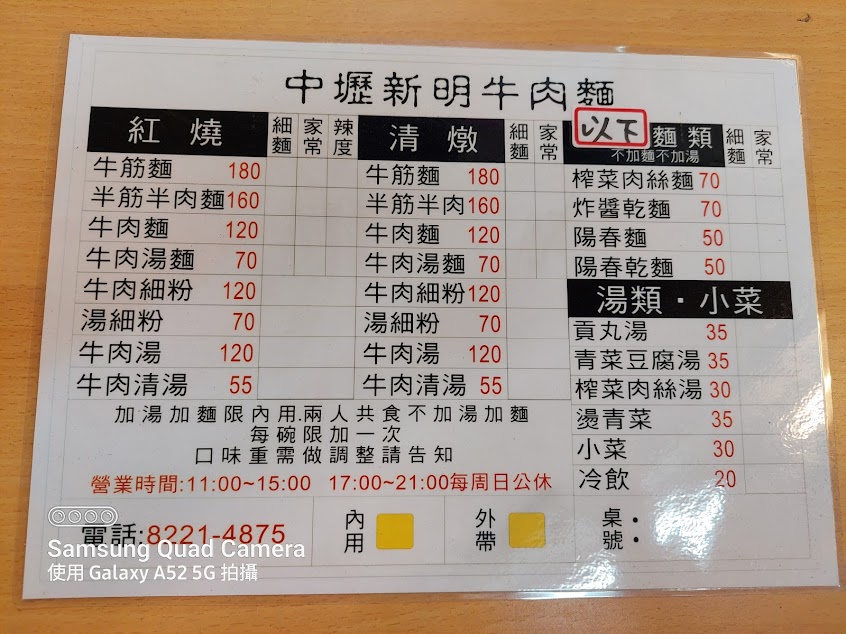 中壢新明牛肉麵
紅燒 細麵 家常 辣度
牛筋麵 180
半筋半肉麵 160
牛肉麵 120
牛肉湯麵 70
牛肉細粉 120
湯細粉 70
牛肉湯 120
牛肉清湯 55
清燉 細麵 家常
牛筋麵 180
半筋半肉 160
牛肉麵 120
牛肉湯麵 70
牛肉細粉 120
湯細粉 70
牛肉湯 120
牛肉清湯 55
以下 麵類 細麵 家常
不加麵不加湯
榨菜肉絲麵 70
炸醬乾麵 70
陽春麵 50
陽春乾麵 50
湯類・小菜
貢丸湯 35
青菜豆腐湯 35
榨菜肉絲湯 30
燙青菜 35
小菜 30
冷飲 20
加湯加麵限內用.兩人共食不加湯加麵
每碗限加一次
口味重需做調整請告知
營業時間:11:00~15:00 17:00~21:00每周日公休
電話:8221-4875
內用
外帶
桌號:
Samsung Quad Camera
使用 Galaxy A52 5G 拍攝